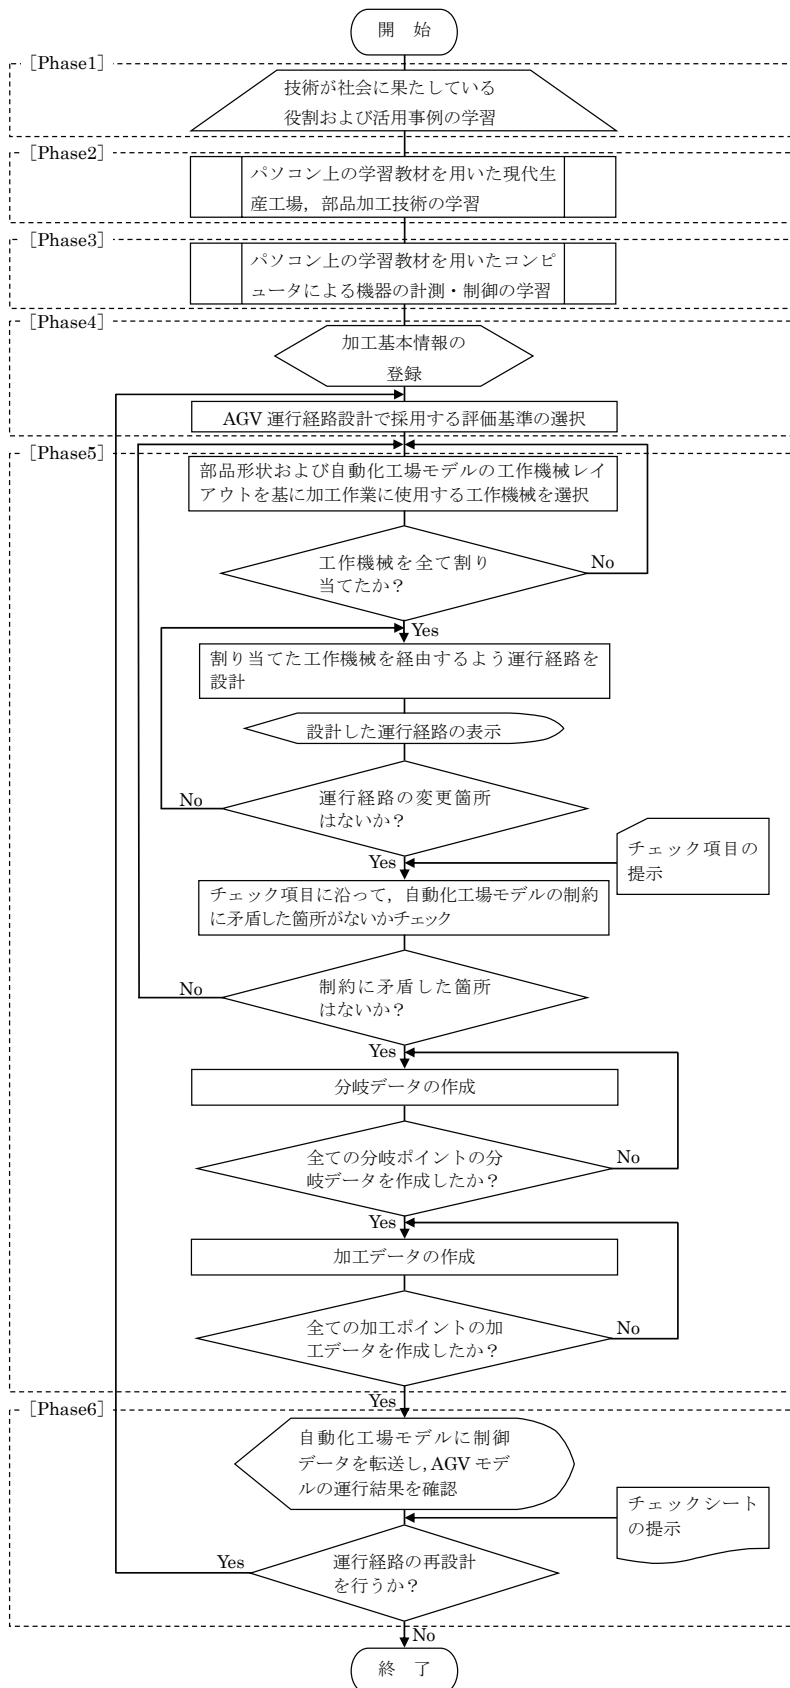 開 始
［Phase1］
技術が社会に果たしている
役割および活用事例の学習
［Phase2］
パソコン上の学習教材を用いた現代生
産工場，部品加工技術の学習
［Phase3］
パソコン上の学習教材を用いたコンピ
ュータによる機器の計測・制御の学習
［Phase4］
加工基本情報の
登録
AGV 運行経路設計で採用する評価基準の選択
［Phase5］
部品形状および自動化工場モデルの工作機械レイ
アウトを基に加工作業に使用する工作機械を選択
工作機械を全て割り
当てたか？
No
Yes
割り当てた工作機械を経由するよう運行経路を
設計
設計した運行経路の表示
運行経路の変更箇所
はないか？
No
Yes
チェック項目の
提示
チェック項目に沿って，自動化工場モデルの制約
に矛盾した箇所がないかチェック
制約に矛盾した箇所
はないか？
No
Yes
分岐データの作成
全ての分岐ポイントの分
岐データを作成したか？
No
Yes
加工データの作成
全ての加工ポイントの加
工データを作成したか？
No
Yes
［Phase6］
自動化工場モデルに制御
データを転送し,AGV モデ
ルの運行結果を確認
チェックシート
の提示
運行経路の再設計
を行うか？
Yes
No
終 了